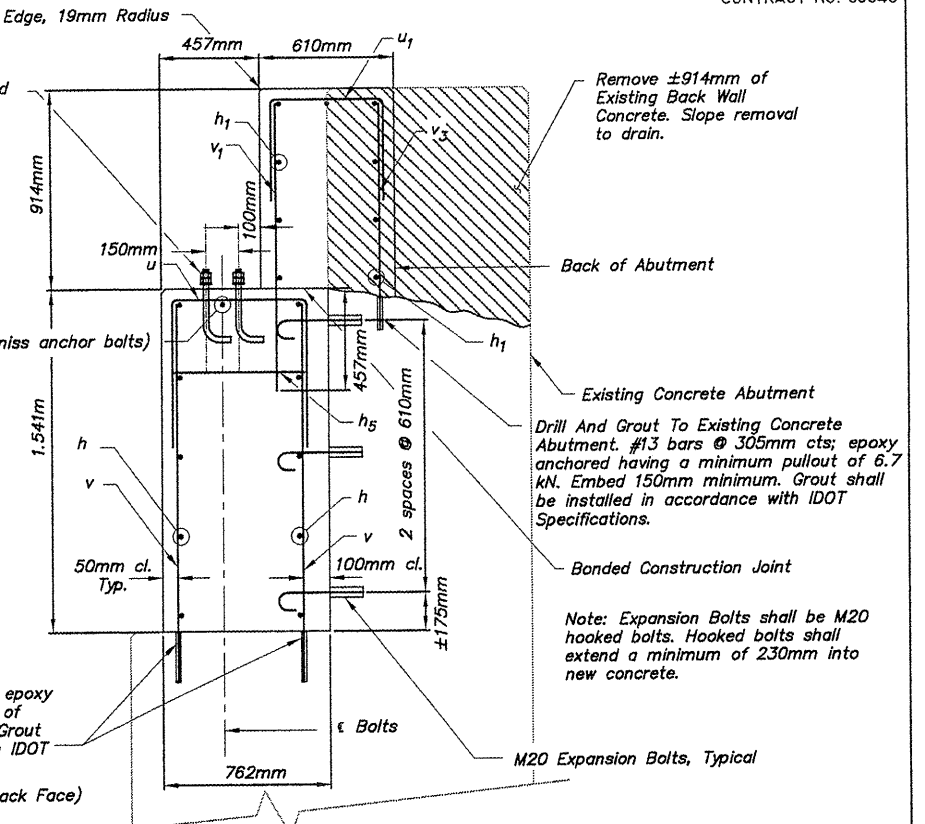 Edge, 19mm Radius
457mm
610mm
u1
Remove ±914mm of
Existing Back Wall
Concrete. Slope removal
to drain.
h1
v1
v3
914mm
100mm
150mm
u
Back of Abutment
niss anchor bolts)
h1
457mm
Existing Concrete Abutment
h5
1.541m
2 spaces @ 610mm
Drill And Grout To Existing Concrete
Abutment. #13 bars @ 305mm cts; epoxy
anchored having a minimum pullout of 6.7
kN. Embed 150mm minimum. Grout shall
be installed in accordance with IDOT
Specifications.
h
v
h
v
50mm cl.
Typ.
100mm cl.
Bonded Construction Joint
±175mm
Note: Expansion Bolts shall be M20
hooked bolts. Hooked bolts shall
extend a minimum of 230mm into
new concrete.
epoxy
of
Grout
IDOT
℄ Bolts
M20 Expansion Bolts, Typical
762mm
ack Face)